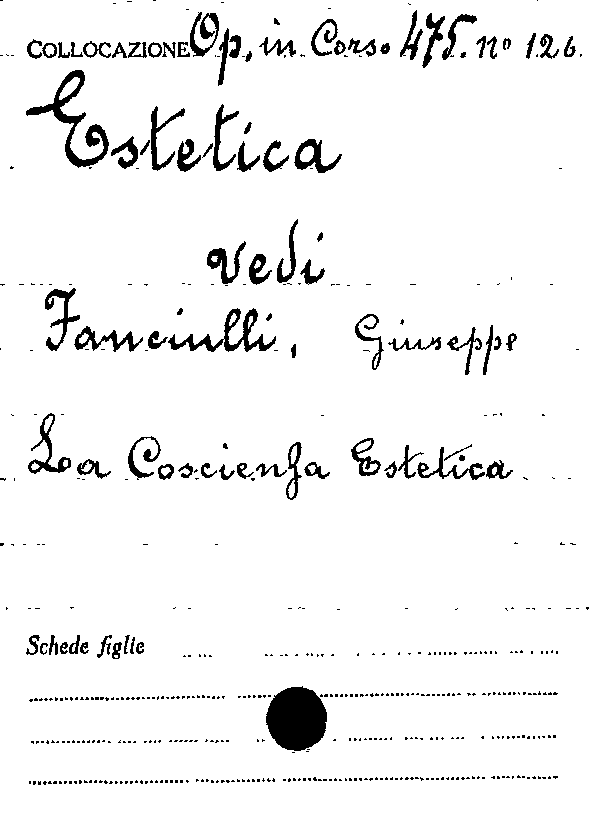 COLLOCAZIONE Op. in Corso 475. nº 126.
Estetica
vedi
Fanciulli, Giuseppe
La Coscienza Estetica
Schede figlie